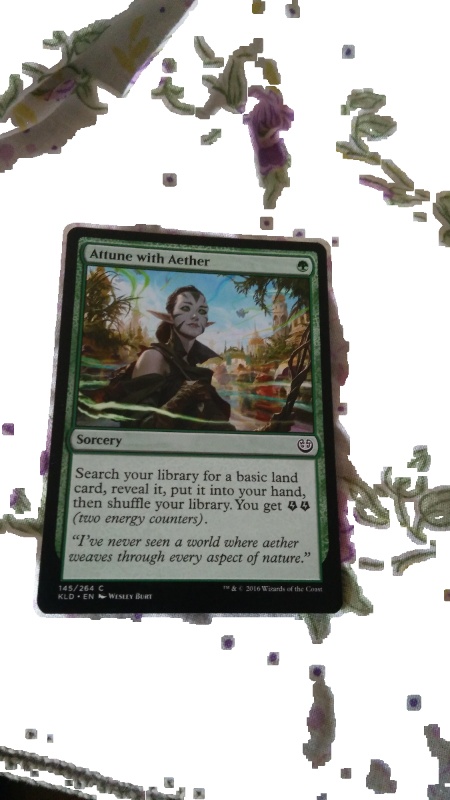 Attune with Aether
Sorcery
Search your library for a basic land
card, reveal it, put it into your hand,
then shuffle your library. You get
(two energy counters).
“I’ve never seen a world where aether
weaves through every aspect of nature.”
145/264 C
KLD • EN Wesley Burt
™ & © 2016 Wizards of the Coast